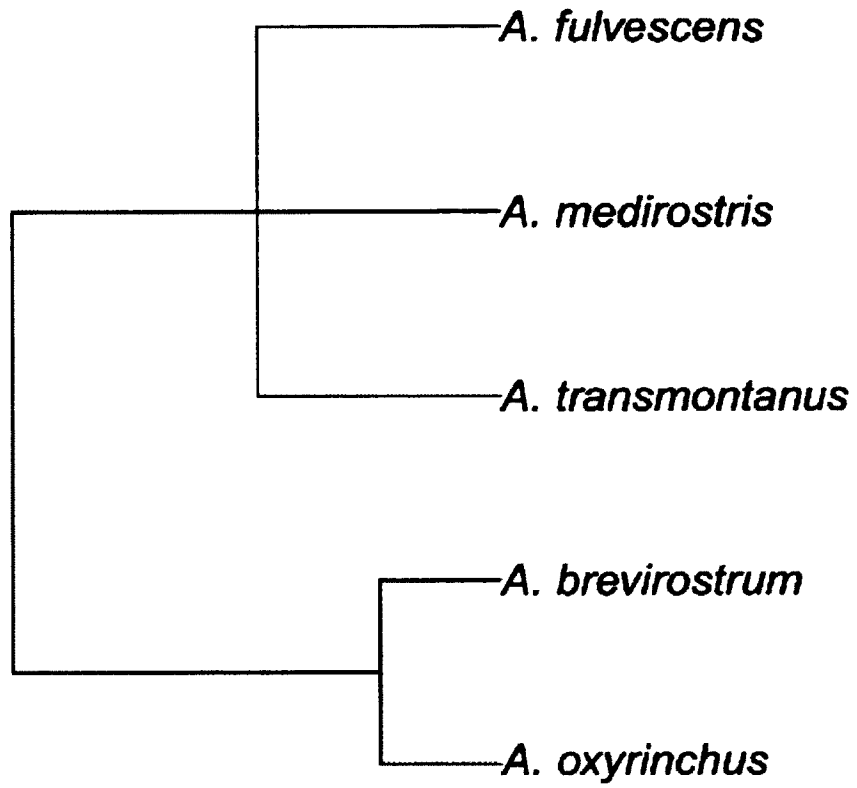 A. fulvescens
A. medirostris
A. transmontanus
A. brevirostrum
A. oxyrinchus